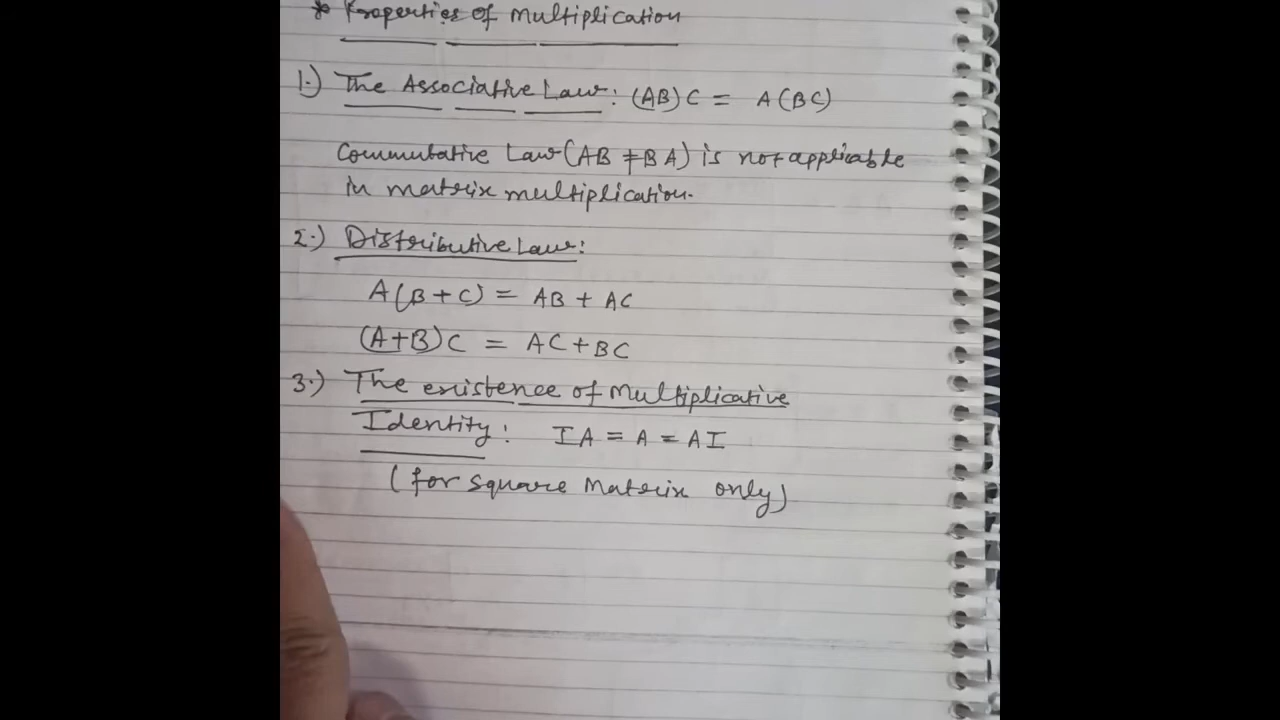 * Properties of Multiplication
1.) The Associative Law: (AB)C = A(BC)
Commutative Law (AB ≠ BA) is not applicable
in matrix multiplication.
2.) Distributive Law:
A(B+C) = AB + AC
(A+B)C = AC + BC
3.) The existence of Multiplicative
Identity: IA = A = AI
(for square Matrix only)